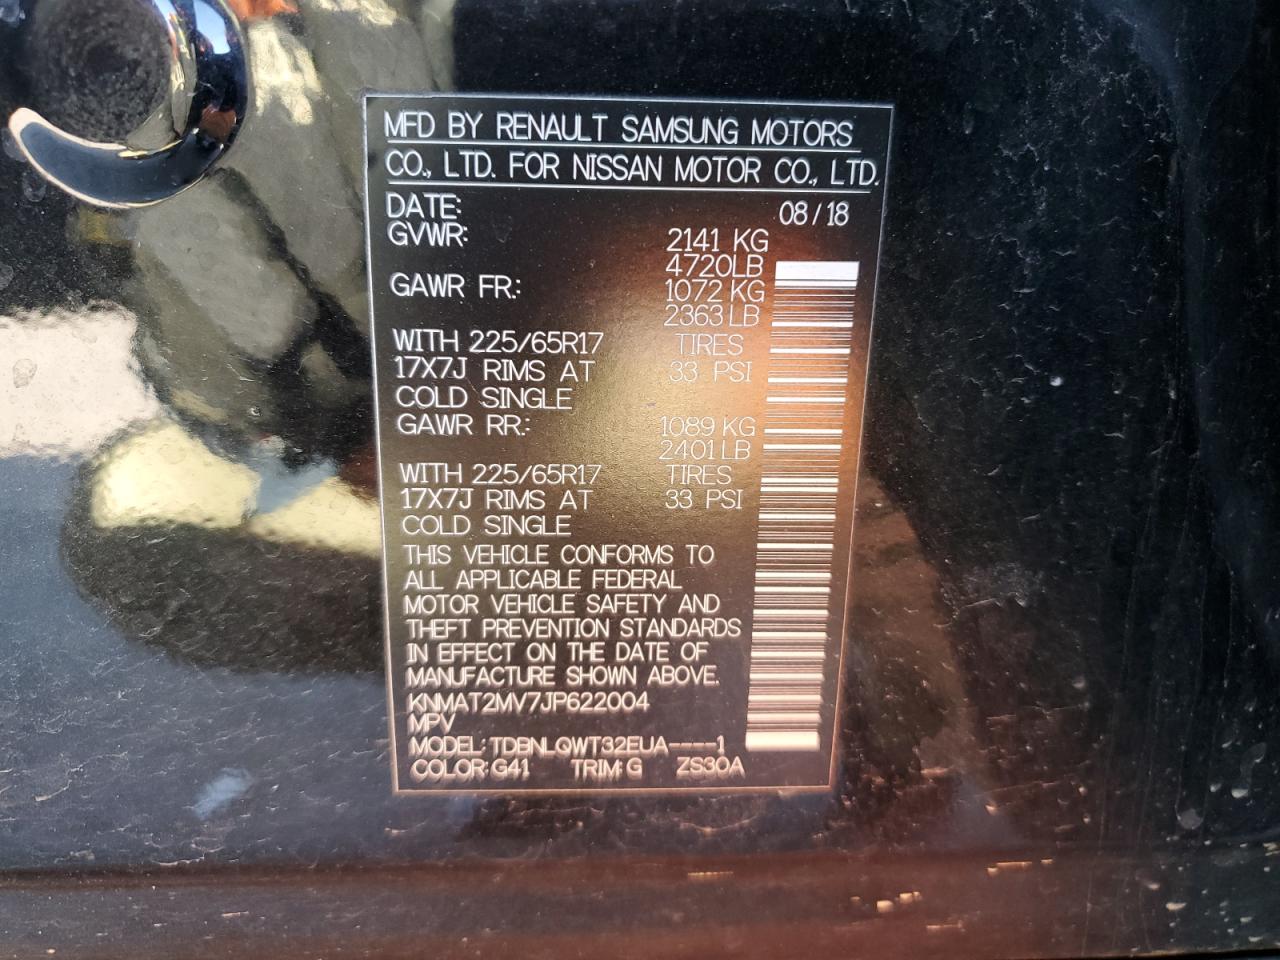 MFD BY RENAULT SAMSUNG MOTORS
CO., LTD. FOR NISSAN MOTOR CO., LTD.
DATE: 08/18
GVWR: 2141 KG
4720LB
GAWR FR.: 1072 KG
2363 LB
WITH 225/65R17 TIRES
17X7J RIMS AT 33 PSI
COLD SINGLE
GAWR RR.: 1089 KG
2401 LB
WITH 225/65R17 TIRES
17X7J RIMS AT 33 PSI
COLD SINGLE
THIS VEHICLE CONFORMS TO
ALL APPLICABLE FEDERAL
MOTOR VEHICLE SAFETY AND
THEFT PREVENTION STANDARDS
IN EFFECT ON THE DATE OF
MANUFACTURE SHOWN ABOVE.
KNMAT2MV7JP622004
MPV
MODEL: TDBNLQWT32EUA----1
COLOR: G41 TRIM: G ZS30A